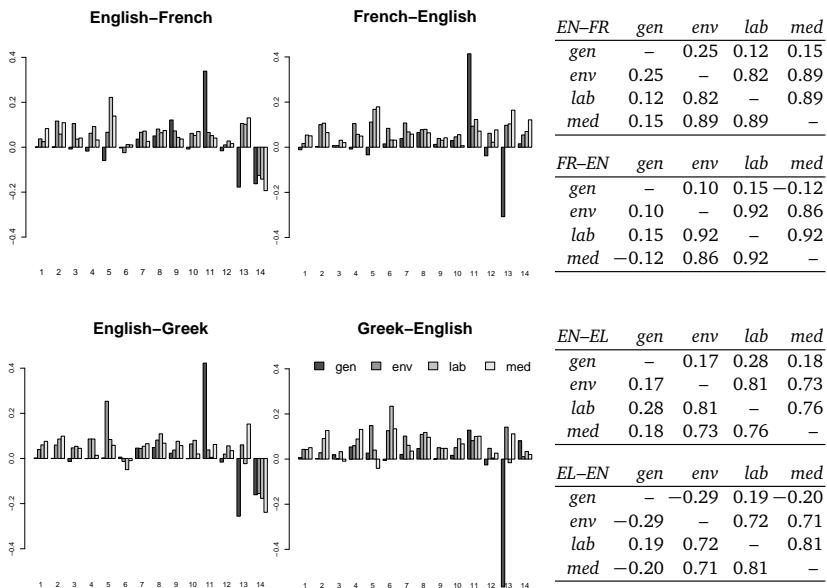 English−French
0.4
0.2
0.0
−0.2
−0.4
1 2 3 4 5 6 7 8 9 10 11 12 13 14
French−English
0.4
0.2
0.0
−0.2
−0.4
1 2 3 4 5 6 7 8 9 10 11 12 13 14
EN–FR gen env lab med
gen – 0.25 0.12 0.15
env 0.25 – 0.82 0.89
lab 0.12 0.82 – 0.89
med 0.15 0.89 0.89 –
FR–EN gen env lab med
gen – 0.10 0.15 −0.12
env 0.10 – 0.92 0.86
lab 0.15 0.92 – 0.92
med −0.12 0.86 0.92 –
English−Greek
0.4
0.2
0.0
−0.2
−0.4
1 2 3 4 5 6 7 8 9 10 11 12 13 14
Greek−English
gen env lab med
0.4
0.2
0.0
−0.2
−0.4
1 2 3 4 5 6 7 8 9 10 11 12 13 14
EN–EL gen env lab med
gen – 0.17 0.28 0.18
env 0.17 – 0.81 0.73
lab 0.28 0.81 – 0.76
med 0.18 0.73 0.76 –
EL–EN gen env lab med
gen – −0.29 0.19 −0.20
env −0.29 – 0.72 0.71
lab 0.19 0.72 – 0.81
med −0.20 0.71 0.81 –